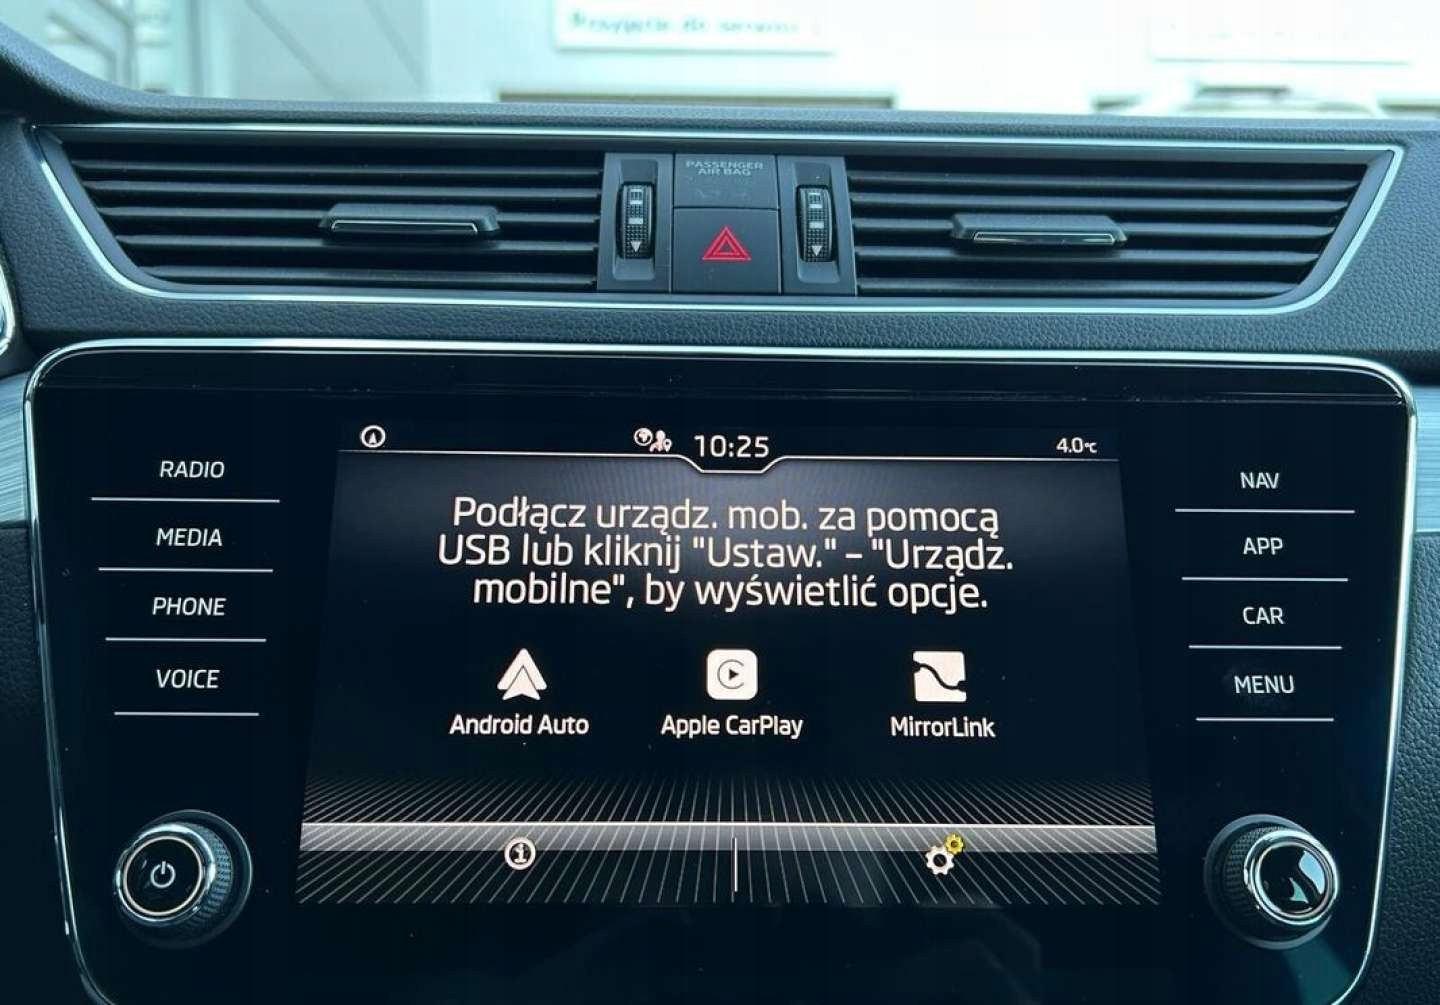 PASSENGER
AIR BAG
10:25
4.0°C
RADIO
MEDIA
PHONE
VOICE
Podłącz urządz. mob. za pomocą
USB lub kliknij "Ustaw." – "Urządz.
mobilne", by wyświetlić opcje.
Android Auto
Apple CarPlay
MirrorLink
NAV
APP
CAR
MENU